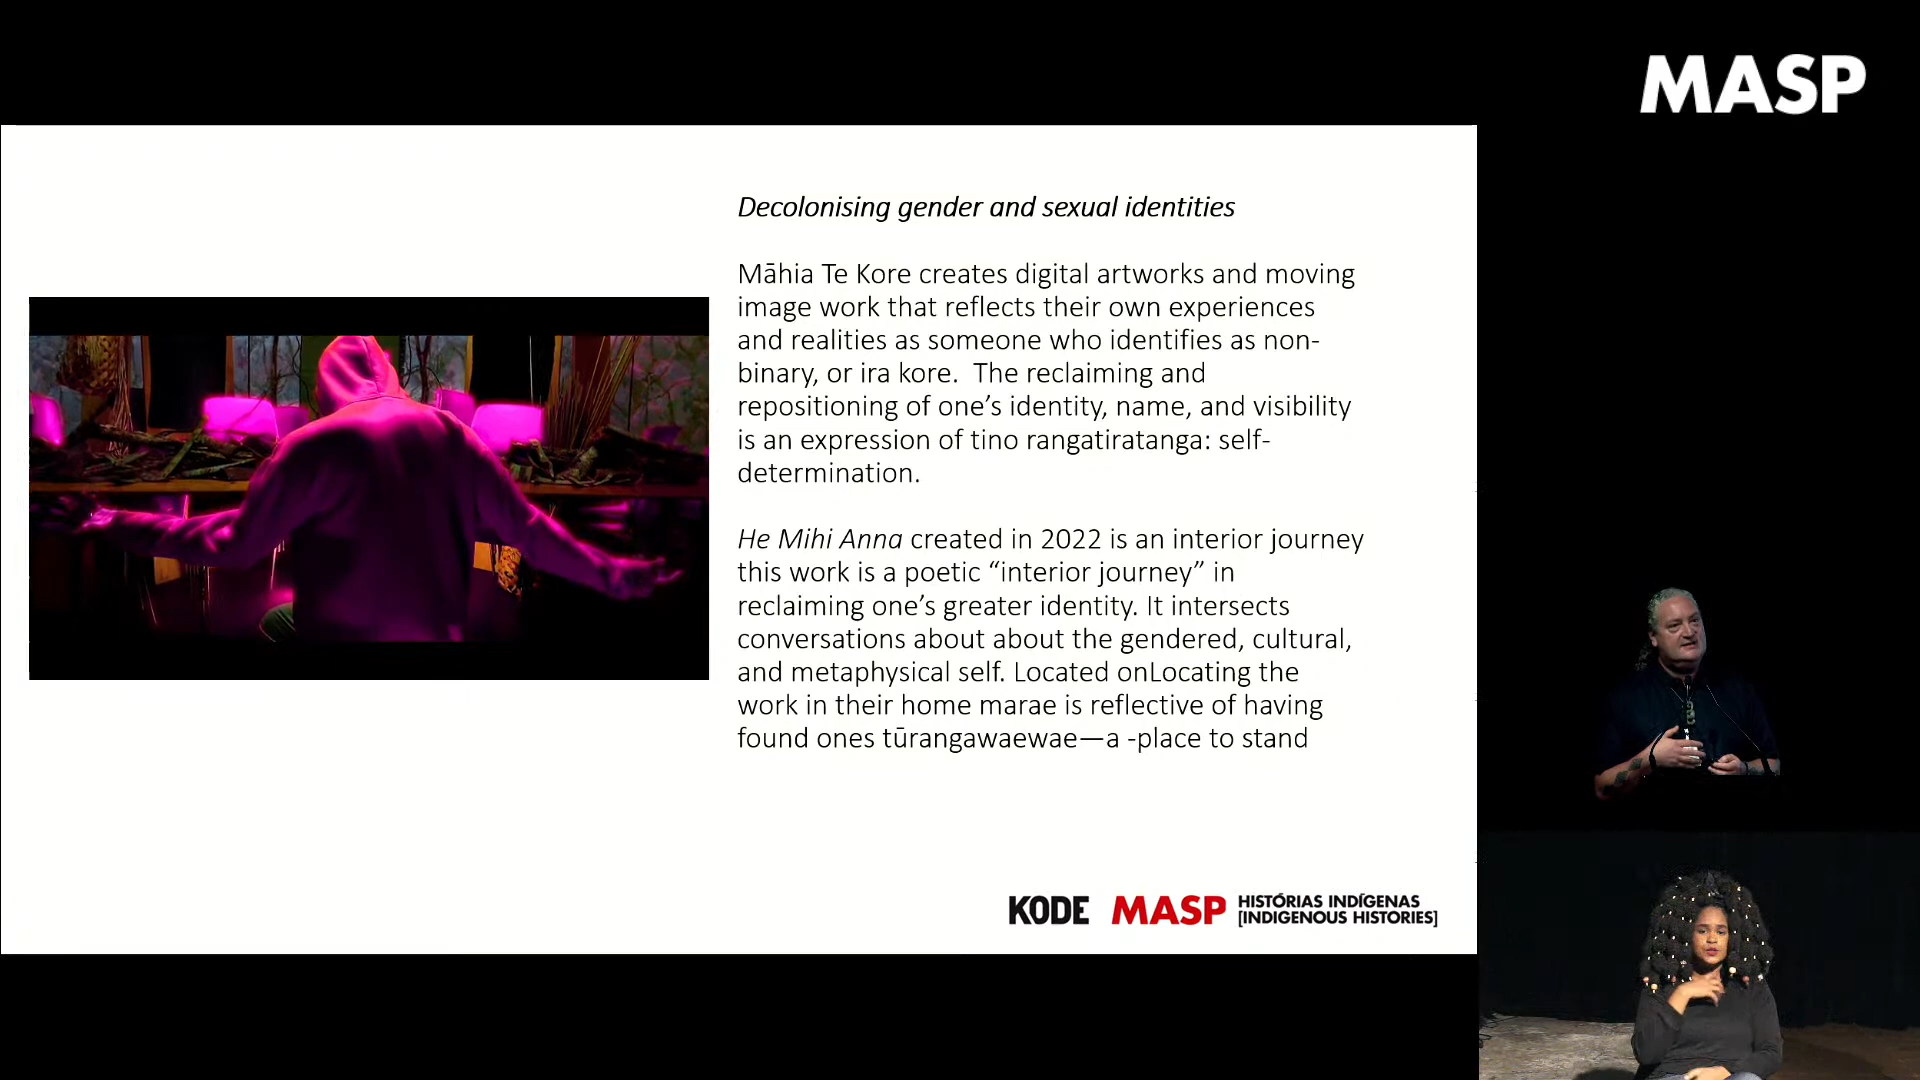 MASP
Decolonising gender and sexual identities
Māhia Te Kore creates digital artworks and moving
image work that reflects their own experiences
and realities as someone who identifies as non-
binary, or ira kore.  The reclaiming and
repositioning of one’s identity, name, and visibility
is an expression of tino rangatiratanga: self-
determination.
He Mihi Anna created in 2022 is an interior journey
this work is a poetic “interior journey” in
reclaiming one’s greater identity. It intersects
conversations about about the gendered, cultural,
and metaphysical self. Located onLocating the
work in their home marae is reflective of having
found ones tūrangawaewae—a -place to stand
KODE MASP HISTÓRIAS INDÍGENAS
[INDIGENOUS HISTORIES]